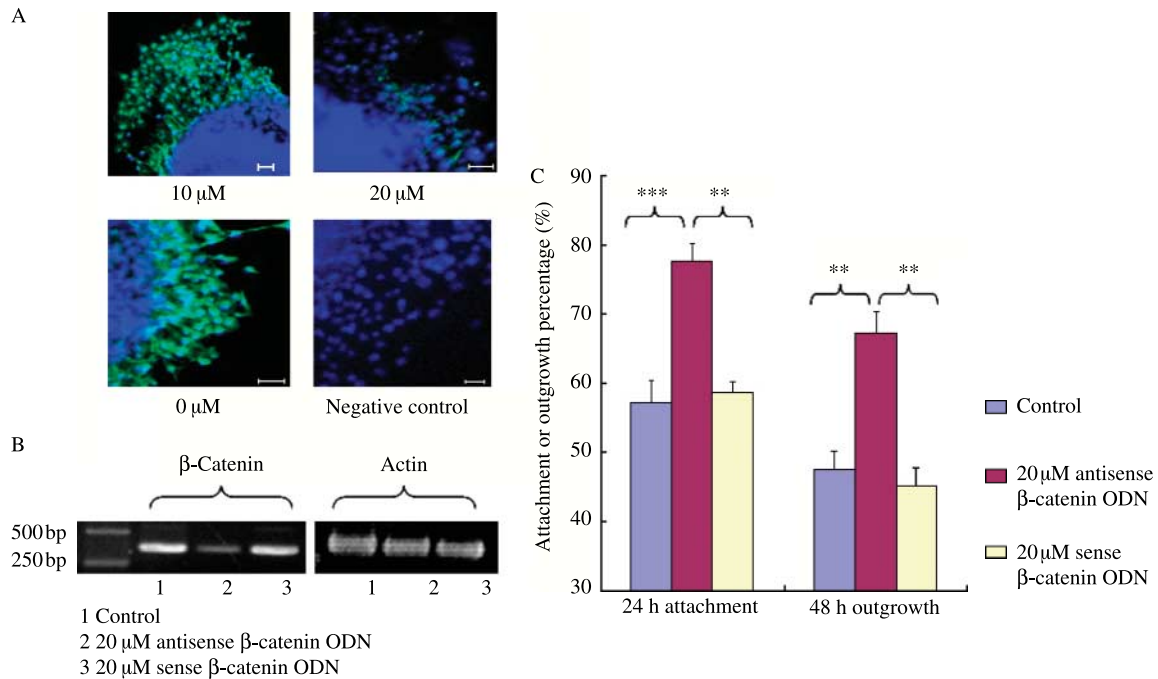 A
10 µM
20 µM
0 µM
Negative control
B
β-Catenin
Actin
500 bp
250 bp
1 2 3
1 2 3
1 Control
2 20 µM antisense β-catenin ODN
3 20 µM sense β-catenin ODN
C
Attachment or outgrowth percentage (%)
90
80
70
60
50
40
30
*** **
** **
24 h attachment
48 h outgrowth
Control
20 µM antisense
β-catenin ODN
20 µM sense
β-catenin ODN